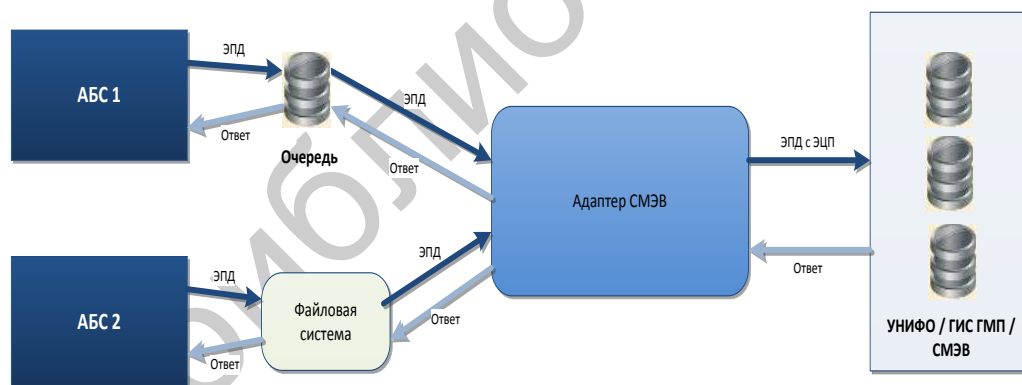 ЭПД
АБС 1
ЭПД
Ответ
Очередь
Ответ
ЭПД с ЭЦП
Адаптер СМЭВ
ЭПД
Ответ
ЭПД
Файловая
система
АБС 2
Ответ
Ответ
УНИФО / ГИС ГМП /
СМЭВ